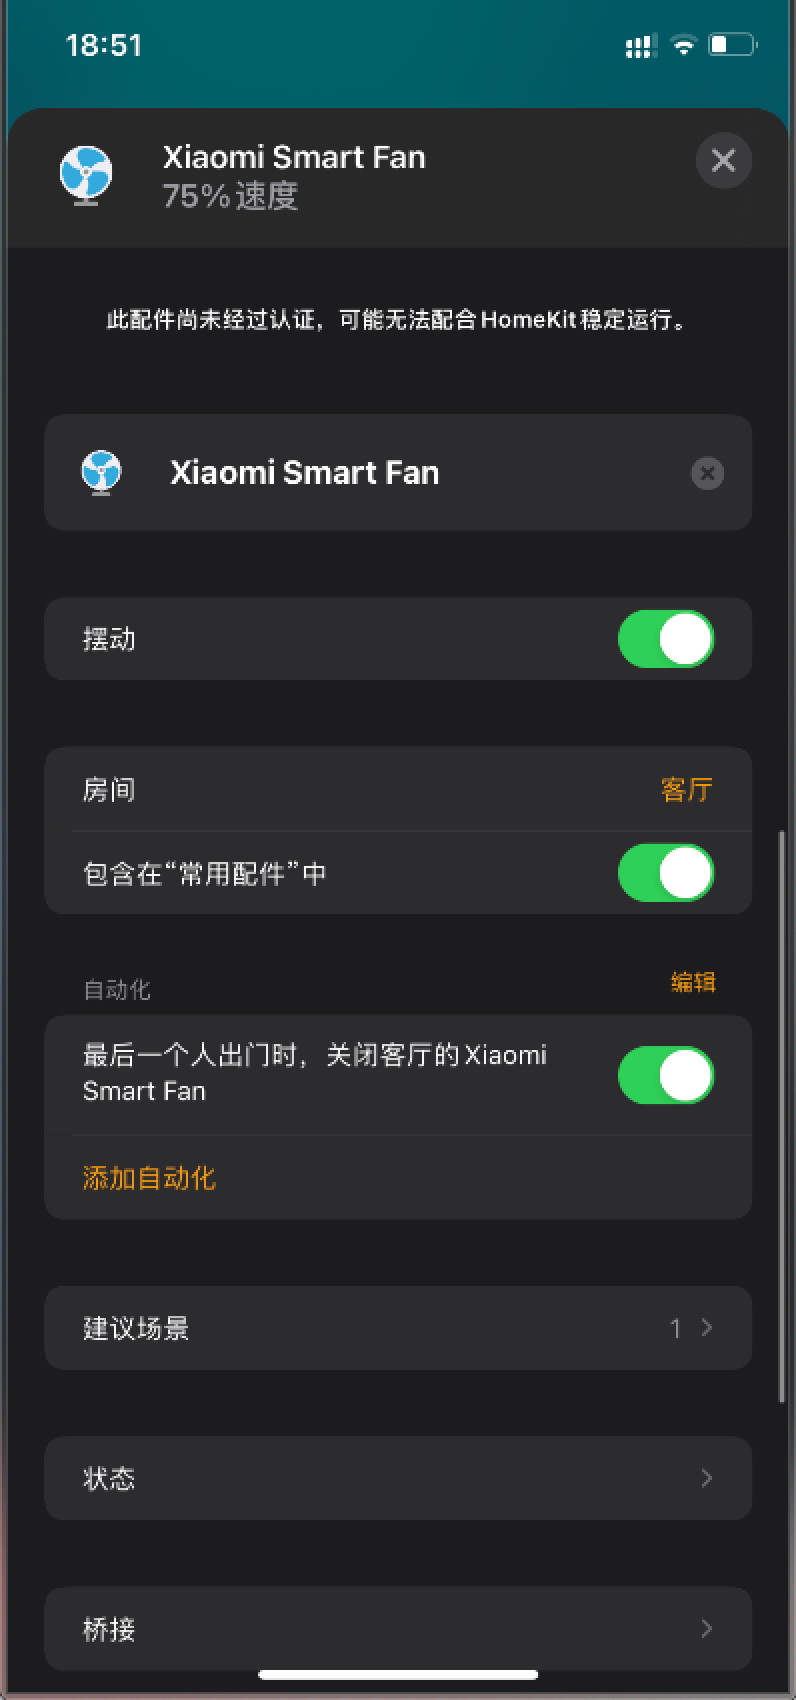 18:51
Xiaomi Smart Fan
75%速度
此配件尚未经过认证，可能无法配合HomeKit稳定运行。
Xiaomi Smart Fan
摆动
房间
客厅
包含在“常用配件”中
自动化
编辑
最后一个人出门时，关闭客厅的Xiaomi
Smart Fan
添加自动化
建议场景
1
状态
桥接